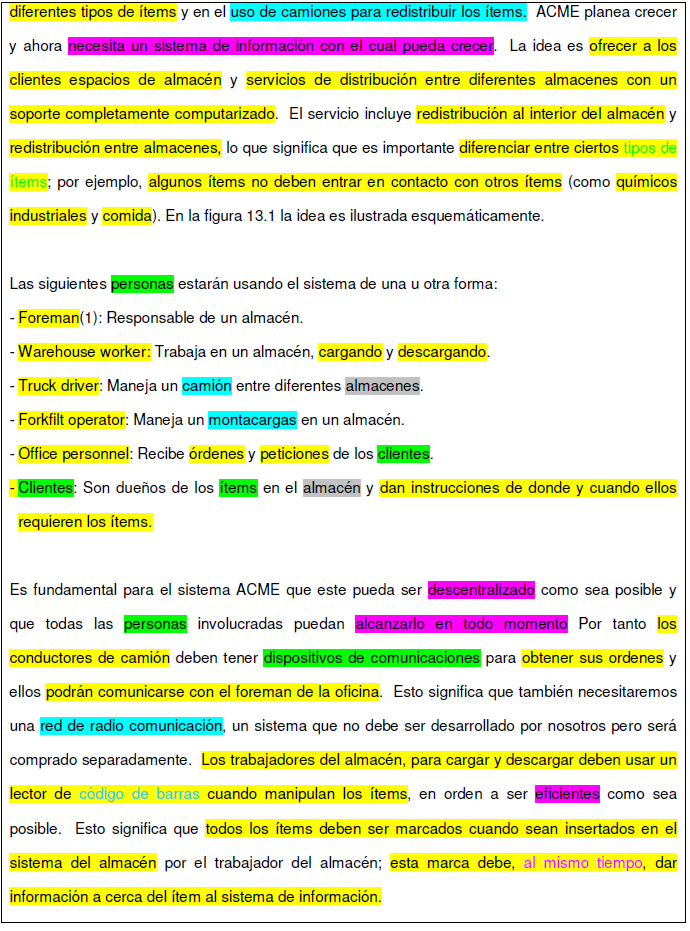 diferentes tipos de ítems y en el uso de camiones para redistribuir los ítems. ACME planea crecer
y ahora necesita un sistema de información con el cual pueda crecer. La idea es ofrecer a los
clientes espacios de almacén y servicios de distribución entre diferentes almacenes con un
soporte completamente computarizado. El servicio incluye redistribución al interior del almacén y
redistribución entre almacenes, lo que significa que es importante diferenciar entre ciertos tipos de
ítems; por ejemplo, algunos ítems no deben entrar en contacto con otros ítems (como químicos
industriales y comida). En la figura 13.1 la idea es ilustrada esquemáticamente.
Las siguientes personas estarán usando el sistema de una u otra forma:
- Foreman(1): Responsable de un almacén.
- Warehouse worker: Trabaja en un almacén, cargando y descargando.
- Truck driver: Maneja un camión entre diferentes almacenes.
- Forkfilt operator: Maneja un montacargas en un almacén.
- Office personnel: Recibe órdenes y peticiones de los clientes.
- Clientes: Son dueños de los ítems en el almacén y dan instrucciones de donde y cuando ellos
requieren los ítems.
Es fundamental para el sistema ACME que este pueda ser descentralizado como sea posible y
que todas las personas involucradas puedan alcanzarlo en todo momento Por tanto los
conductores de camión deben tener dispositivos de comunicaciones para obtener sus ordenes y
ellos podrán comunicarse con el foreman de la oficina. Esto significa que también necesitaremos
una red de radio comunicación, un sistema que no debe ser desarrollado por nosotros pero será
comprado separadamente. Los trabajadores del almacén, para cargar y descargar deben usar un
lector de código de barras cuando manipulan los ítems, en orden a ser eficientes como sea
posible. Esto significa que todos los ítems deben ser marcados cuando sean insertados en el
sistema del almacén por el trabajador del almacén; esta marca debe, al mismo tiempo, dar
información a cerca del ítem al sistema de información.